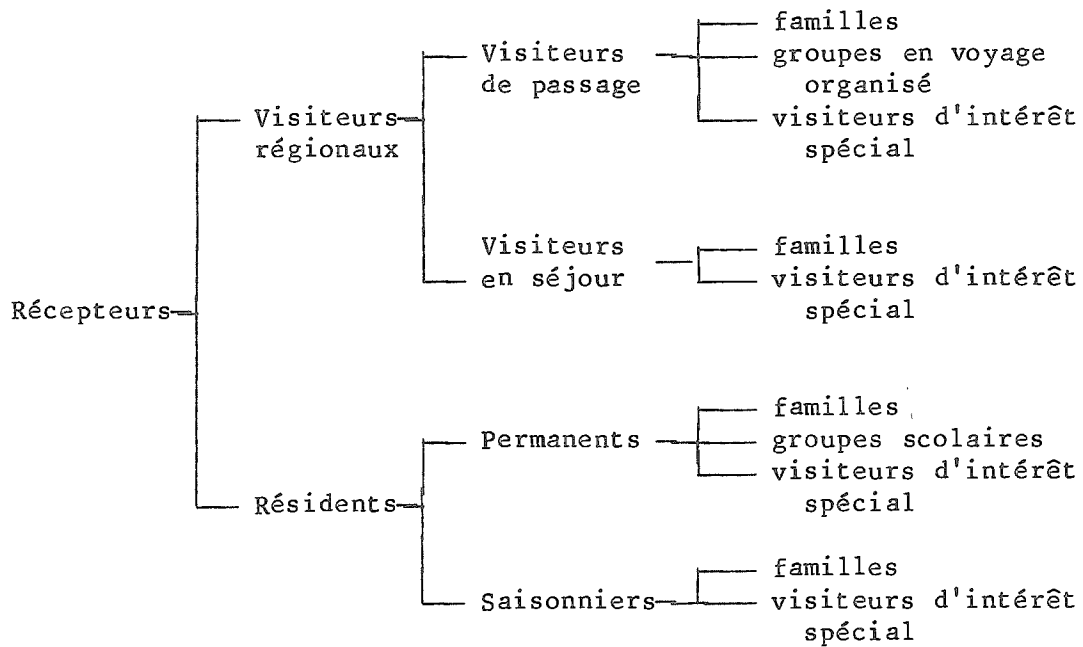 familles
Visiteurs
groupes en voyage
de passage
organisé
Visiteurs
visiteurs d'intérêt
régionaux
spécial
Visiteurs
familles
en séjour
visiteurs d'intérêt
Récepteurs
spécial
familles
Permanents
groupes scolaires
visiteurs d'intérêt
Résidents
spécial
familles
Saisonniers
visiteurs d'intérêt
spécial